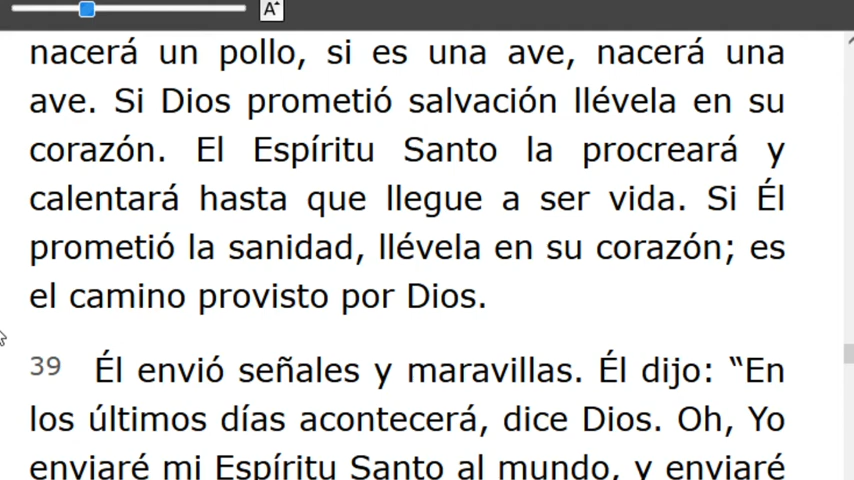 A
nacerá un pollo, si es una ave, nacerá una
ave. Si Dios prometió salvación llévela en su
corazón. El Espíritu Santo la procreará y
calentará hasta que llegue a ser vida. Si Él
prometió la sanidad, llévela en su corazón; es
el camino provisto por Dios.
39 Él envió señales y maravillas. Él dijo: “En
los últimos días acontecerá, dice Dios. Oh, Yo
enviaré mi Espíritu Santo al mundo, y enviaré